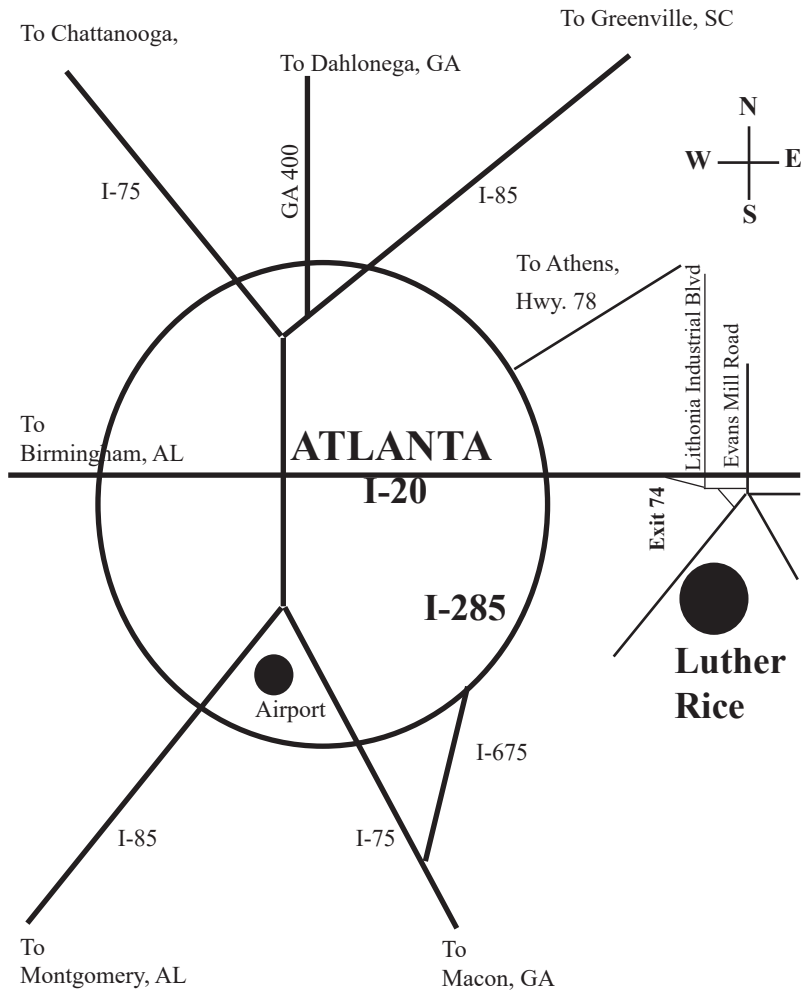 To Chattanooga,
To Greenville, SC
To Dahlonega, GA
N
W
E
S
I-75
GA 400
I-85
To Athens,
Hwy. 78
Lithonia Industrial Blvd
Evans Mill Road
To
Birmingham, AL
ATLANTA
I-20
Exit 74
I-285
Luther
Rice
Airport
I-675
I-85
I-75
To
Montgomery, AL
To
Macon, GA